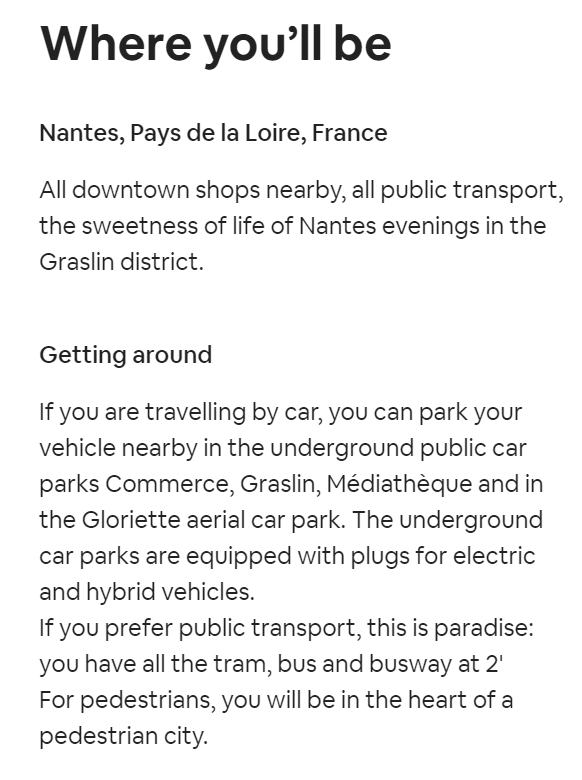 Where you’ll be
Nantes, Pays de la Loire, France
All downtown shops nearby, all public transport,
the sweetness of life of Nantes evenings in the
Graslin district.
Getting around
If you are travelling by car, you can park your
vehicle nearby in the underground public car
parks Commerce, Graslin, Médiathèque and in
the Gloriette aerial car park. The underground
car parks are equipped with plugs for electric
and hybrid vehicles.
If you prefer public transport, this is paradise:
you have all the tram, bus and busway at 2'
For pedestrians, you will be in the heart of a
pedestrian city.